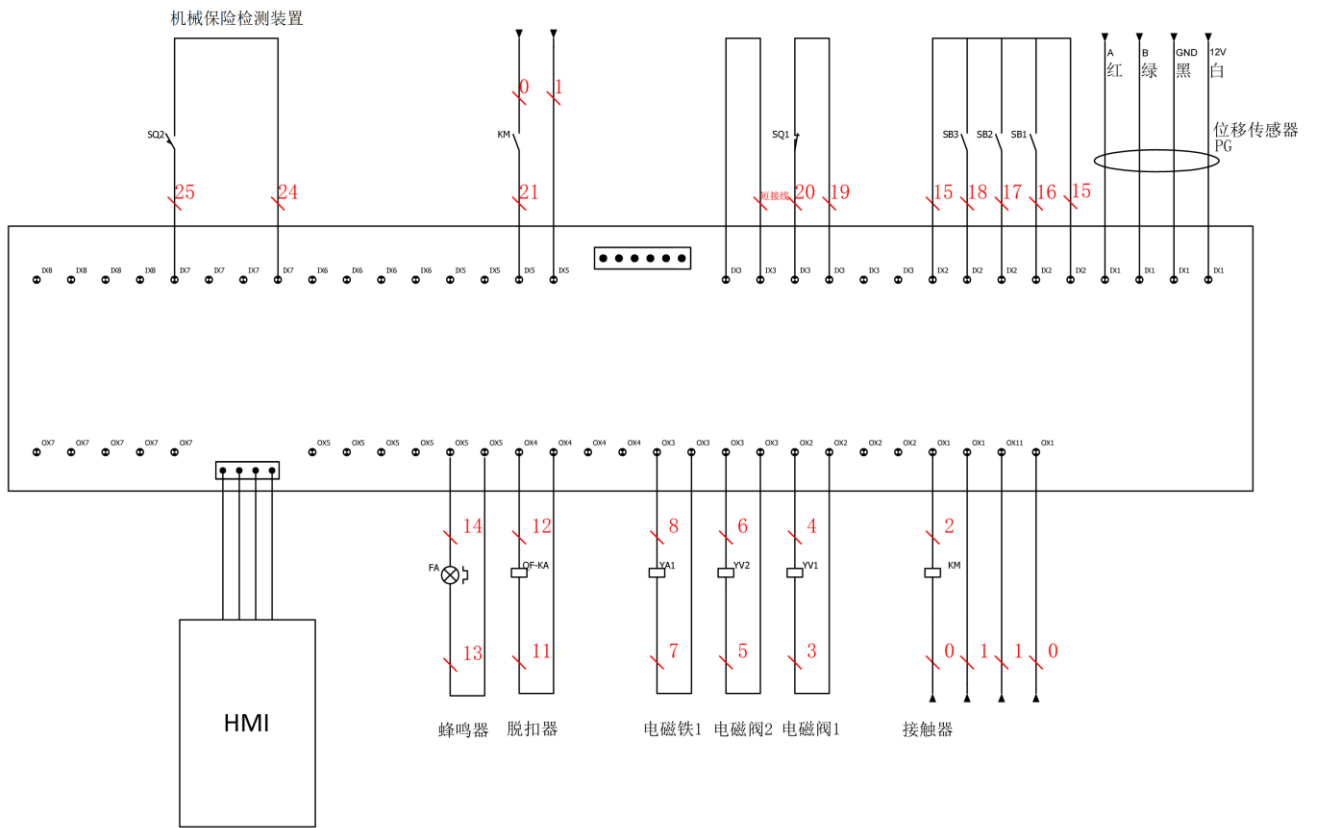 机械保险检测装置
0 1
A B GND 12V
红 绿 黑 白
SQ2 KM SQ1 SB3 SB2 SB1
位移传感器
PG
25 24 21 短接线 20 19 15 18 17 16 15
IX8 IX8 IX8 IX8 IX7 IX7 IX7 IX7 IX6 IX6 IX6 IX6 IX5 IX5 IX5 IX5 IX3 IX3 IX3 IX3 IX3 IX3 IX2 IX2 IX2 IX2 IX2 IX1 IX1 IX1 IX1
OX7 OX7 OX7 OX7 OX7 OX5 OX5 OX5 OX5 OX5 OX5 OX4 OX4 OX4 OX4 OX3 OX3 OX3 OX3 OX2 OX2 OX2 OX2 OX1 OX1 OX11 OX1
14 12 8 6 4 2
FA QF-KA YA1 YV2 YV1 KM
13 11 7 5 3 0 1 1 0
蜂鸣器 脱扣器 电磁铁1 电磁阀2 电磁阀1 接触器
HMI